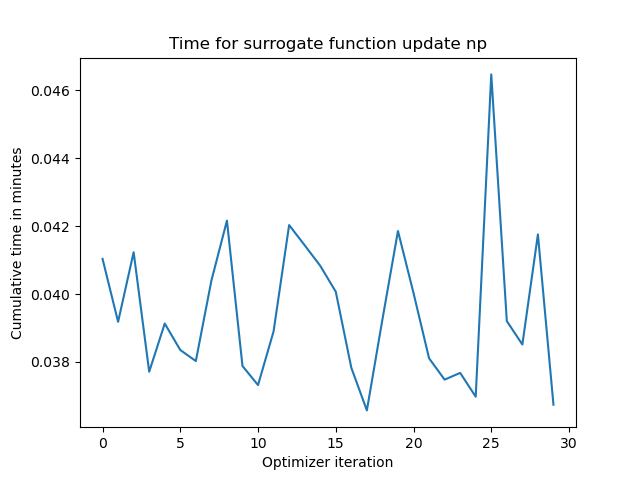 Time for surrogate function update np
Cumulative time in minutes
0.046
0.044
0.042
0.040
0.038
0 5 10 15 20 25 30
Optimizer iteration